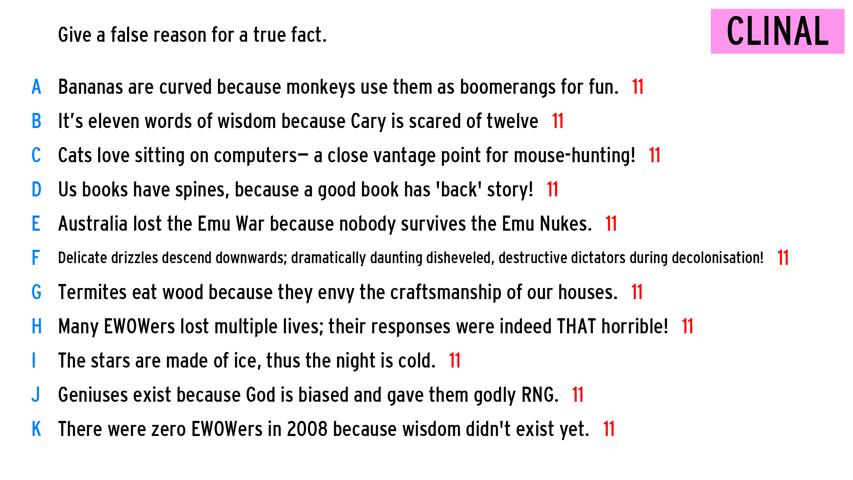 Give a false reason for a true fact.
CLINAL
A Bananas are curved because monkeys use them as boomerangs for fun. 11
B It's eleven words of wisdom because Cary is scared of twelve 11
C Cats love sitting on computers— a close vantage point for mouse-hunting! 11
D Us books have spines, because a good book has 'back' story! 11
E Australia lost the Emu War because nobody survives the Emu Nukes. 11
F Delicate drizzles descend downwards; dramatically daunting disheveled, destructive dictators during decolonisation! 11
G Termites eat wood because they envy the craftsmanship of our houses. 11
H Many EWOWers lost multiple lives; their responses were indeed THAT horrible! 11
I The stars are made of ice, thus the night is cold. 11
J Geniuses exist because God is biased and gave them godly RNG. 11
K There were zero EWOWers in 2008 because wisdom didn't exist yet. 11